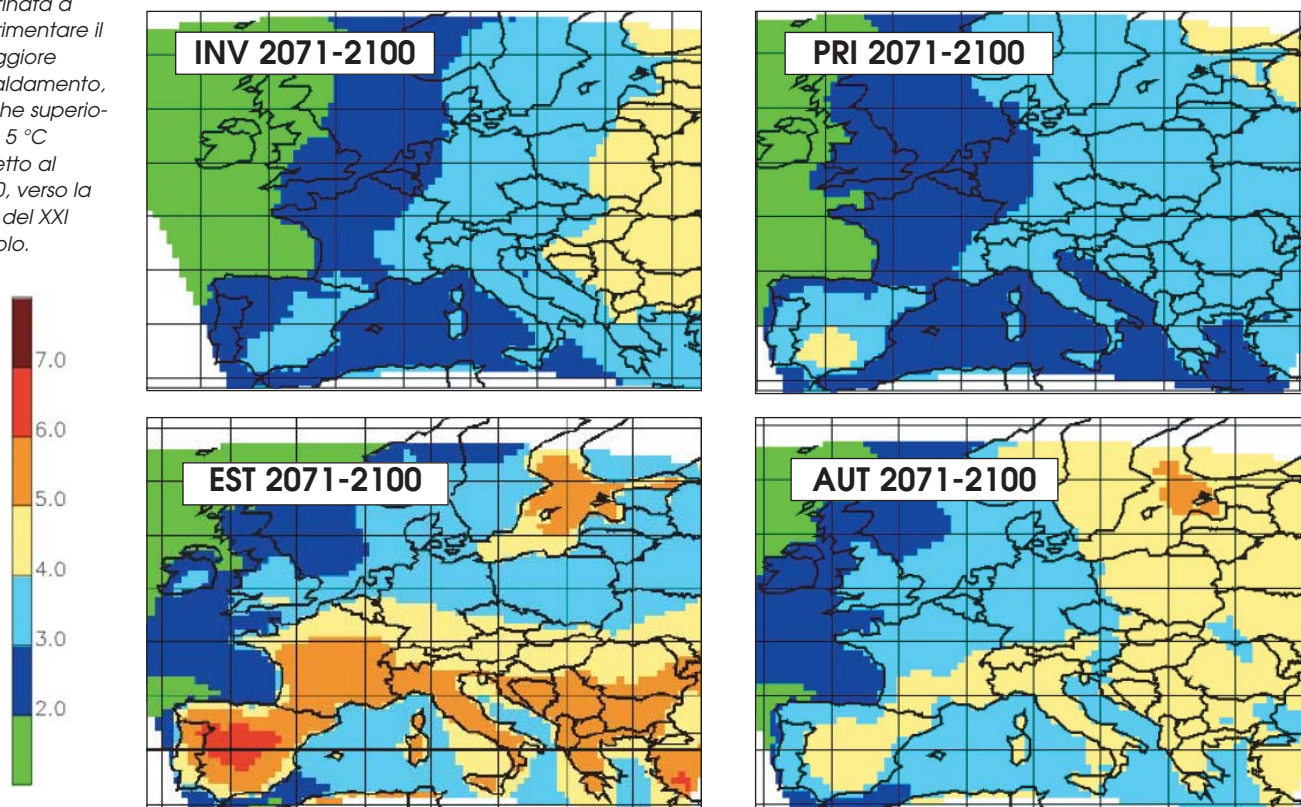 rimentare il
ggiore
aldamento,
he superio-
5 °C
etto al
0, verso la
del XXI
olo.
INV 2071-2100
PRI 2071-2100
7.0
6.0
5.0
4.0
3.0
2.0
EST 2071-2100
AUT 2071-2100